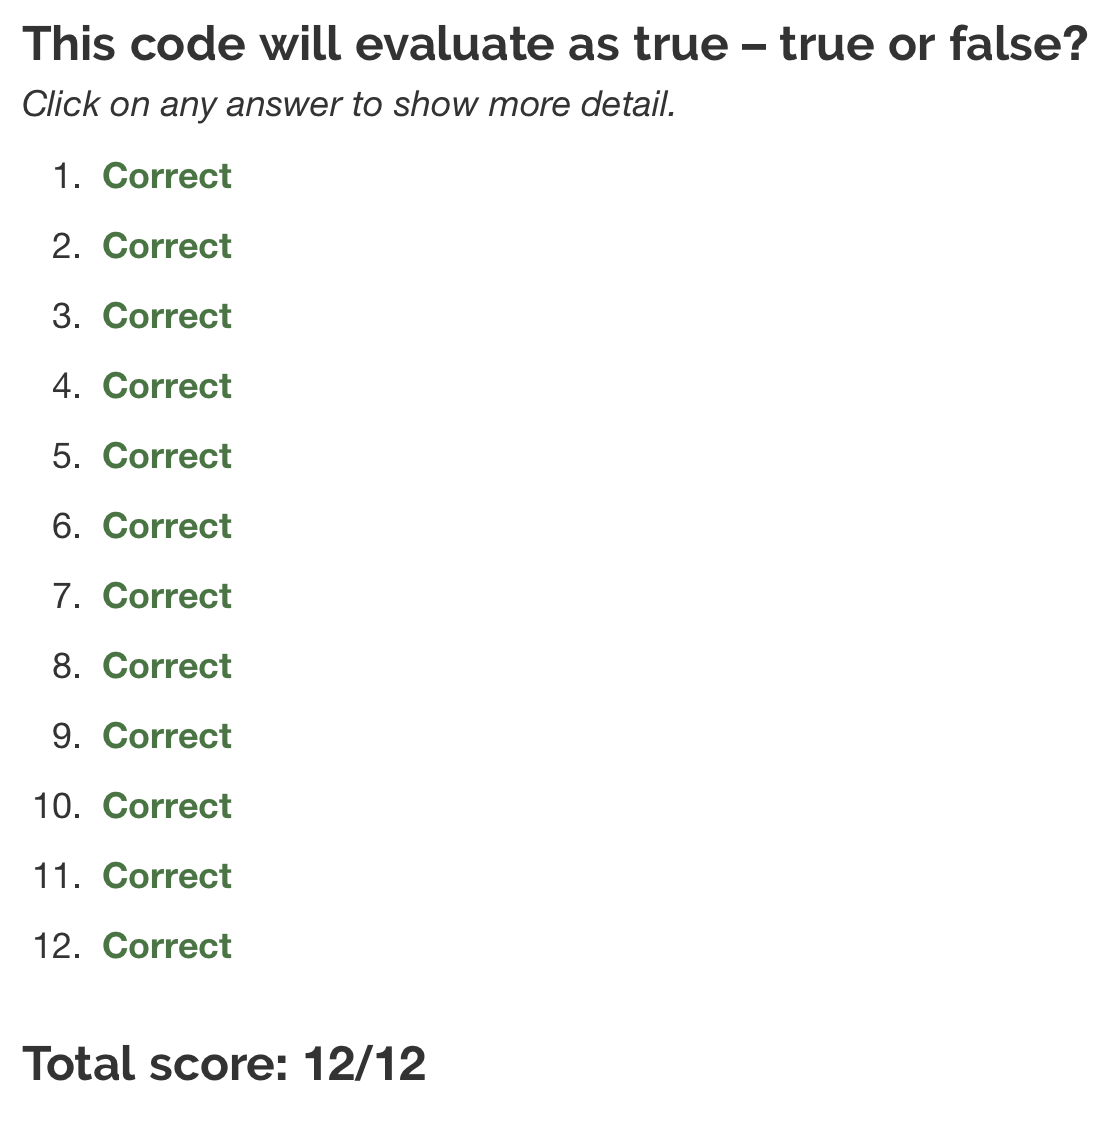 This code will evaluate as true – true or false?
Click on any answer to show more detail.
1. Correct
2. Correct
3. Correct
4. Correct
5. Correct
6. Correct
7. Correct
8. Correct
9. Correct
10. Correct
11. Correct
12. Correct
Total score: 12/12